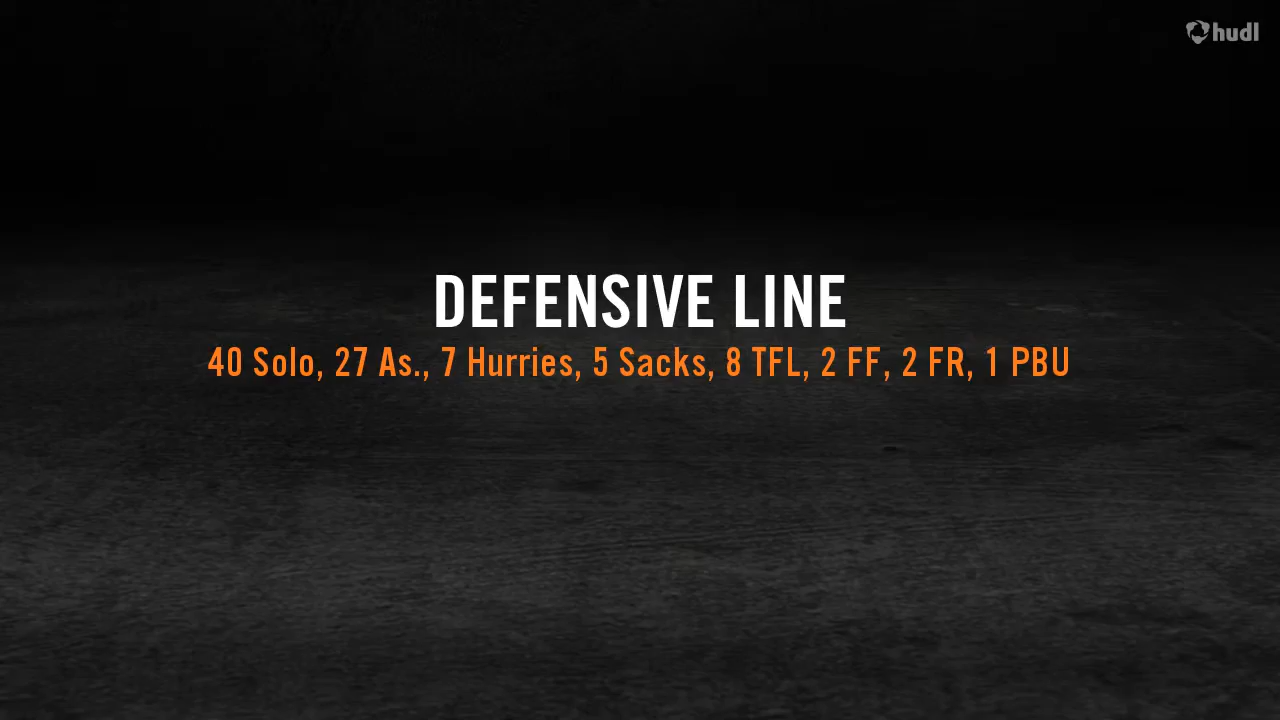 hudl
DEFENSIVE LINE
40 Solo, 27 As., 7 Hurries, 5 Sacks, 8 TFL, 2 FF, 2 FR, 1 PBU